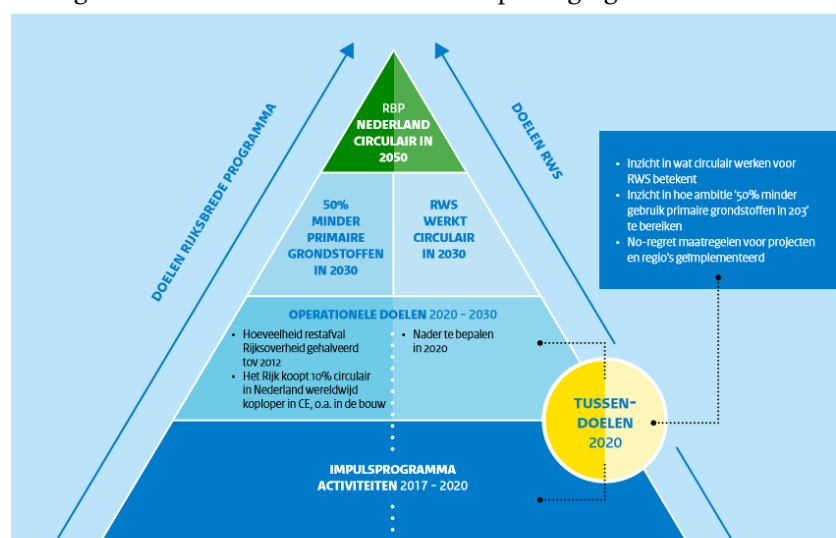 DOELEN RIJKSBREDE PROGRAMMA
DOELEN RWS
RBP
NEDERLAND
CIRCULAIR IN
2050
50%
MINDER
PRIMAIRE
GRONDSTOFFEN
IN 2030
RWS
WERKT
CIRCULAIR
IN 2030
• Inzicht in wat circulair werken voor
RWS betekent
• Inzicht in hoe ambitie '50% minder
gebruik primaire grondstoffen in 203'
te bereiken
• No-regret maatregelen voor projecten
en regio's geïmplementeerd
OPERATIONELE DOELEN 2020 – 2030
• Hoeveelheid restafval
Rijksoverheid gehalveerd
tov 2012
• Het Rijk koopt 10% circulair
in Nederland wereldwijd
koploper in CE, o.a. in de bouw
• Nader te bepalen
in 2020
TUSSEN-
DOELEN
2020
IMPULSPROGRAMMA
ACTIVITEITEN 2017 – 2020